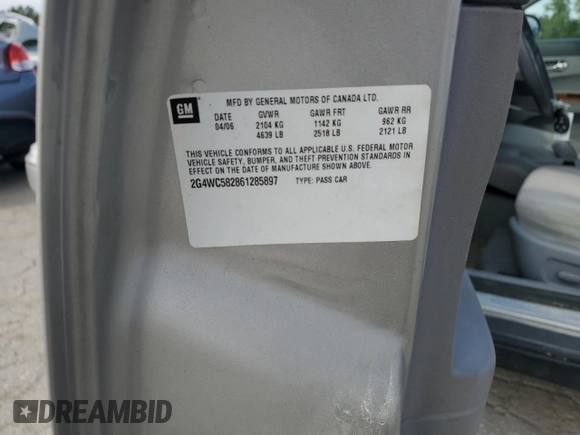 GM
MFD BY GENERAL MOTORS OF CANADA LTD.
DATE GVWR GAWR FRT GAWR RR
04/06 2104 KG 1142 KG 962 KG
4639 LB 2518 LB 2121 LB
THIS VEHICLE CONFORMS TO ALL APPLICABLE U.S. FEDERAL MOTOR
VEHICLE SAFETY, BUMPER, AND THEFT PREVENTION STANDARDS IN
EFFECT ON THE DATE OF MANUFACTURE SHOWN ABOVE.
2G4WC582861285897 TYPE: PASS CAR
DREAMBID